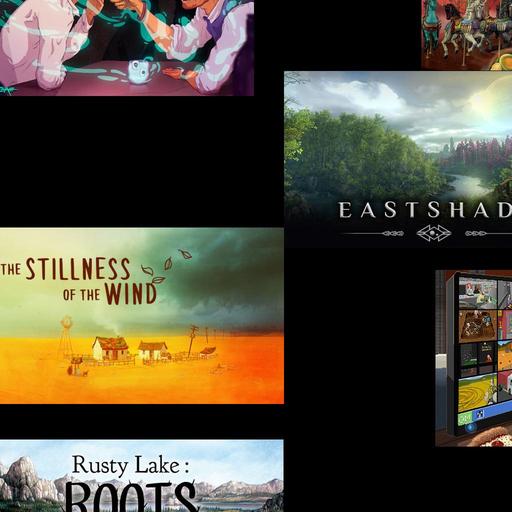 EASTSHAD
THE STILLNESS
OF THE WIND
Rusty Lake :
ROOTS